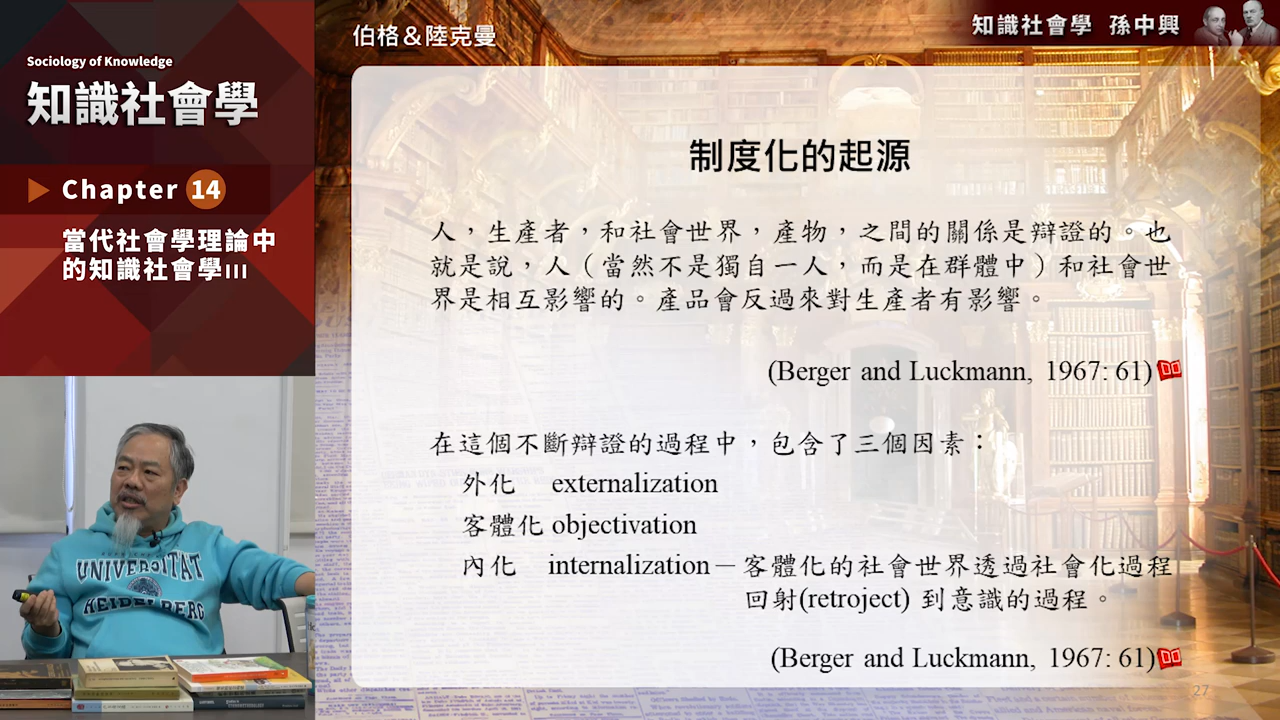 Sociology of Knowledge
知識社會學
Chapter 14
當代社會學理論中
的知識社會學III
伯格＆陸克曼
知識社會學 孫中興
制度化的起源
人，生產者，和社會世界，產物，之間的關係是辯證的。也
就是說，人（當然不是獨自一人，而是在群體中）和社會世
界是相互影響的。產品會反過來對生產者有影響。
(Berger and Luckmann, 1967: 61)
在這個不斷辯證的過程中，包含了三個因素：
外化 externalization
客體化 objectivation
內化 internalization－客體化的社會世界透過社會化過程
回射(retroject) 到意識的過程。
(Berger and Luckmann, 1967: 61)
27
UNIVERSITÄT
HEIDELBERG